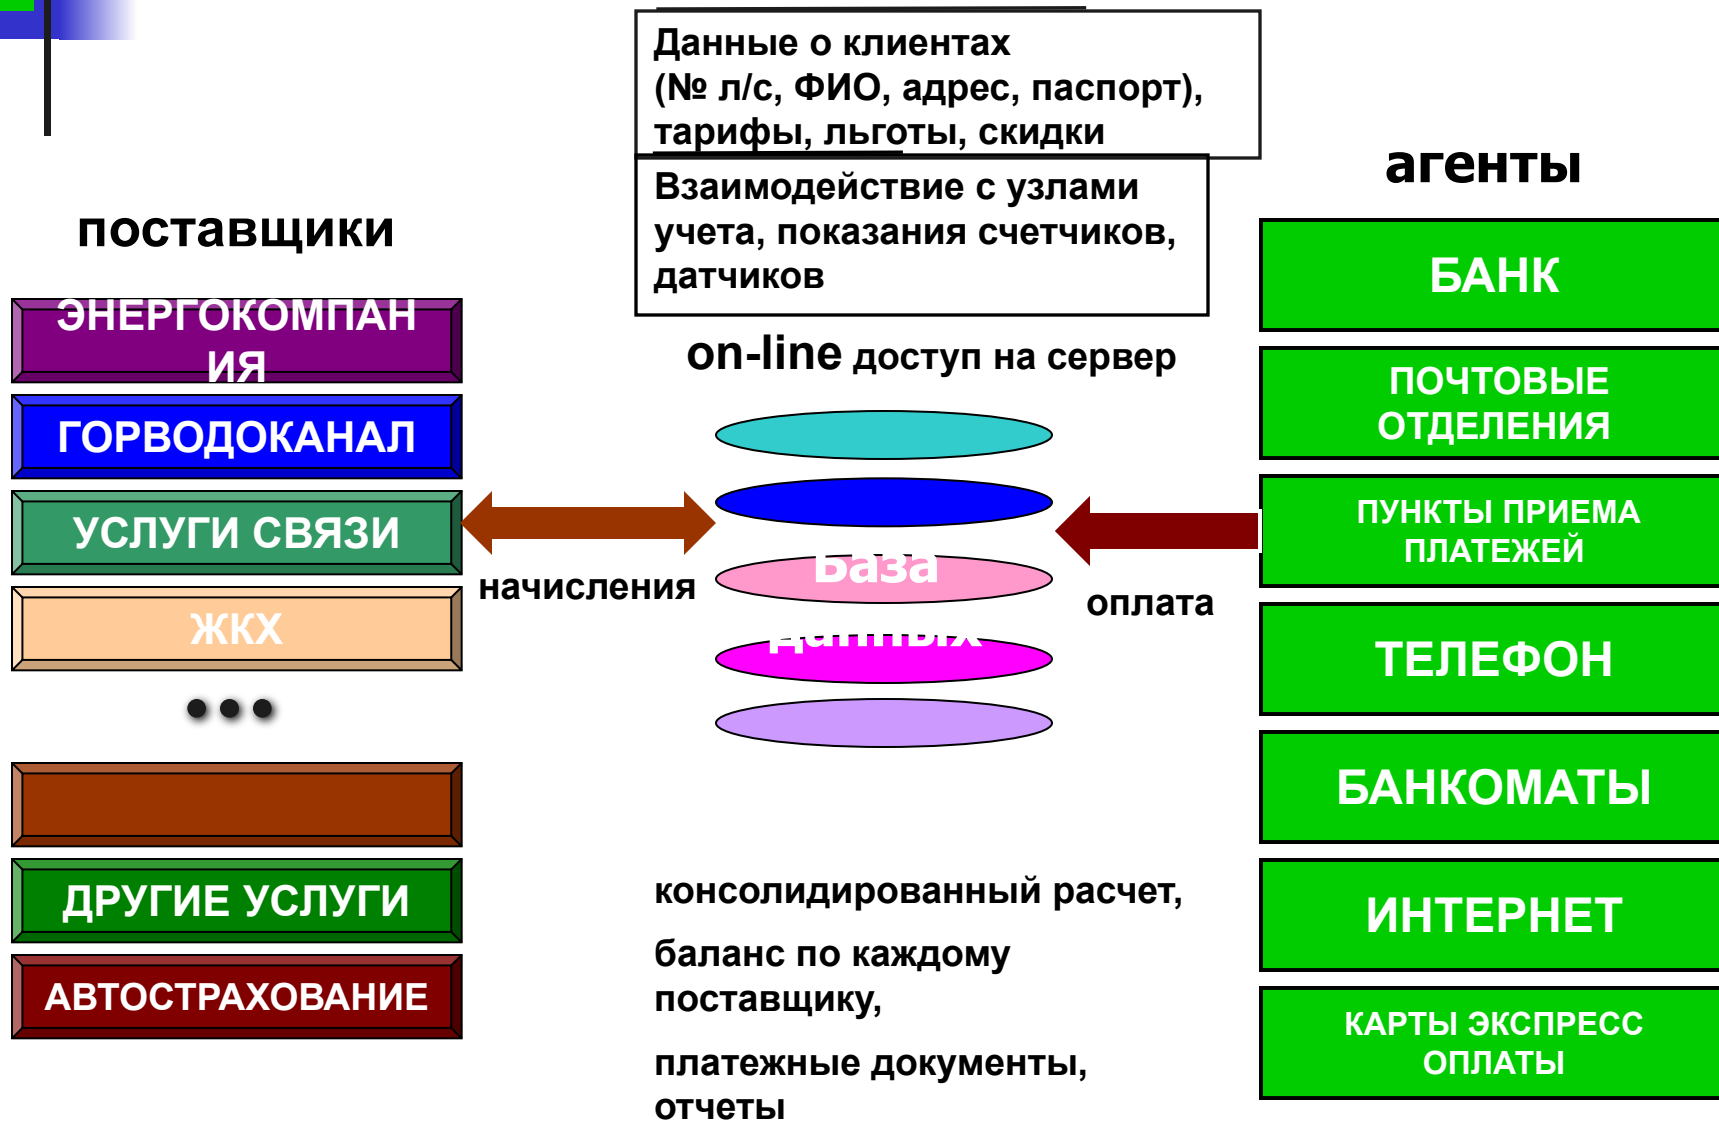 Данные о клиентах
(№ л/с, ФИО, адрес, паспорт),
тарифы, льготы, скидки
Взаимодействие с узлами
учета, показания счетчиков,
датчиков
on-line доступ на сервер
поставщики
ЭНЕРГОКОМПАН
ИЯ
ГОРВОДОКАНАЛ
УСЛУГИ СВЯЗИ
ЖКХ
...
ДРУГИЕ УСЛУГИ
АВТОСТРАХОВАНИЕ
начисления
База
данных
оплата
консолидированный расчет,
баланс по каждому
поставщику,
платежные документы,
отчеты
агенты
БАНК
ПОЧТОВЫЕ
ОТДЕЛЕНИЯ
ПУНКТЫ ПРИЕМА
ПЛАТЕЖЕЙ
ТЕЛЕФОН
БАНКОМАТЫ
ИНТЕРНЕТ
КАРТЫ ЭКСПРЕСС
ОПЛАТЫ